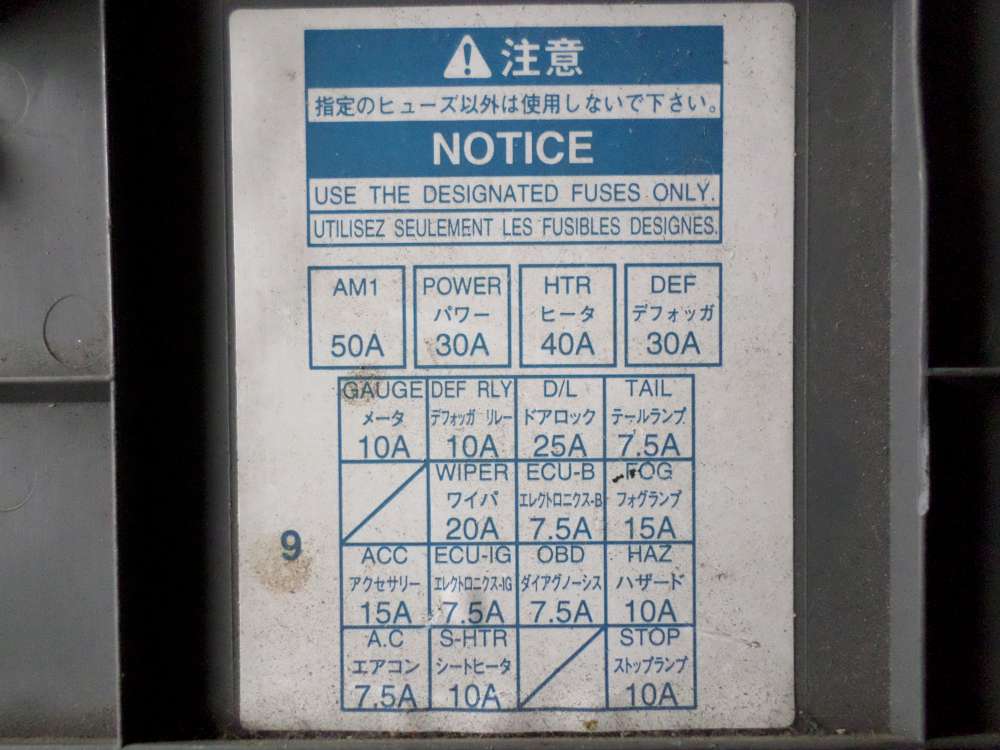 注意
指定のヒューズ以外は使用しないで下さい。
NOTICE
USE THE DESIGNATED FUSES ONLY.
UTILISEZ SEULEMENT LES FUSIBLES DESIGNES.
AM1 POWER HTR DEF
パワー ヒータ デフォッガ
50A 30A 40A 30A
GAUGE DEF RLY D/L TAIL
メータ デフォッガ リレー ドアロック テールランプ
10A 10A 25A 7.5A
WIPER ECU-B FOG
ワイパ エレクトロニクス-B フォグランプ
20A 7.5A 15A
9
ACC ECU-IG OBD HAZ
アクセサリー エレクトロニクス-IG ダイアグノーシス ハザード
15A 7.5A 7.5A 10A
A.C S-HTR STOP
エアコン シートヒータ ストップランプ
7.5A 10A 10A